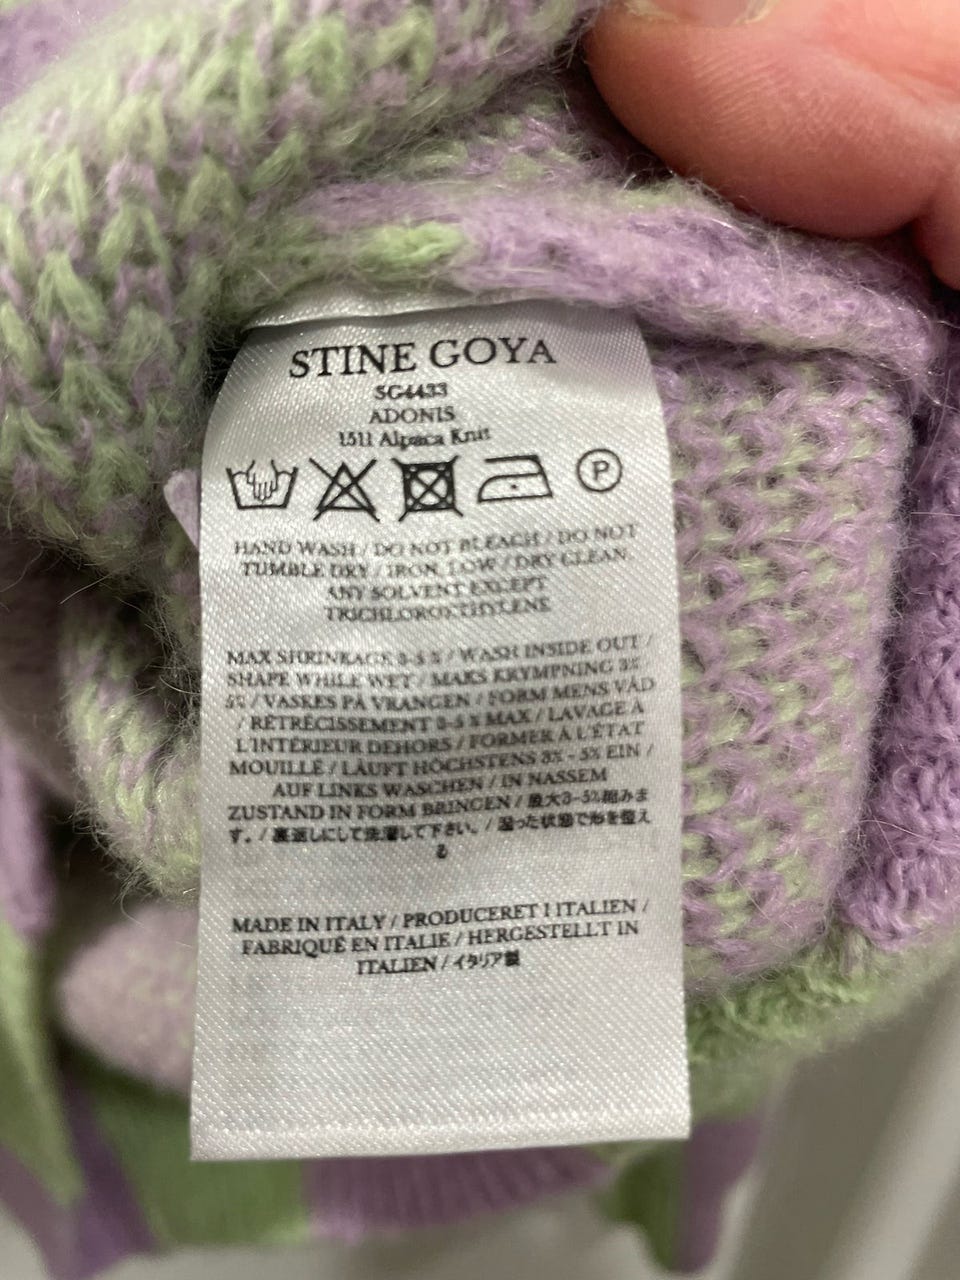 STINE GOYA
SG4433
ADONIS
1511 Alpaca Knit
P
HAND WASH / DO NOT BLEACH / DO NOT
TUMBLE DRY / IRON LOW / DRY CLEAN
ANY SOLVENT EXCEPT
TRICHLOROETHYLENE
MAX SHRINKAGE 3-5 % / WASH INSIDE OUT /
SHAPE WHILE WET / MAKS KRYMPNING 3%
5% / VASKES PÅ VRANGEN / FORM MENS VÅD
/ RÉTRÉCISSEMENT 3-5 % MAX / LAVAGE À
L'INTÉRIEUR DEHORS / FORMER À L'ÉTAT
MOUILLÉ / LÄUFT HÖCHSTENS 3% - 5% EIN /
AUF LINKS WASCHEN / IN NASSEM
ZUSTAND IN FORM BRINGEN / 最大3-5%縮みま
す。/ 裏返しにして洗濯して下さい。/ 湿った状態で形を整え
る
MADE IN ITALY / PRODUCERET I ITALIEN /
FABRIQUÉ EN ITALIE / HERGESTELLT IN
ITALIEN / イタリア製